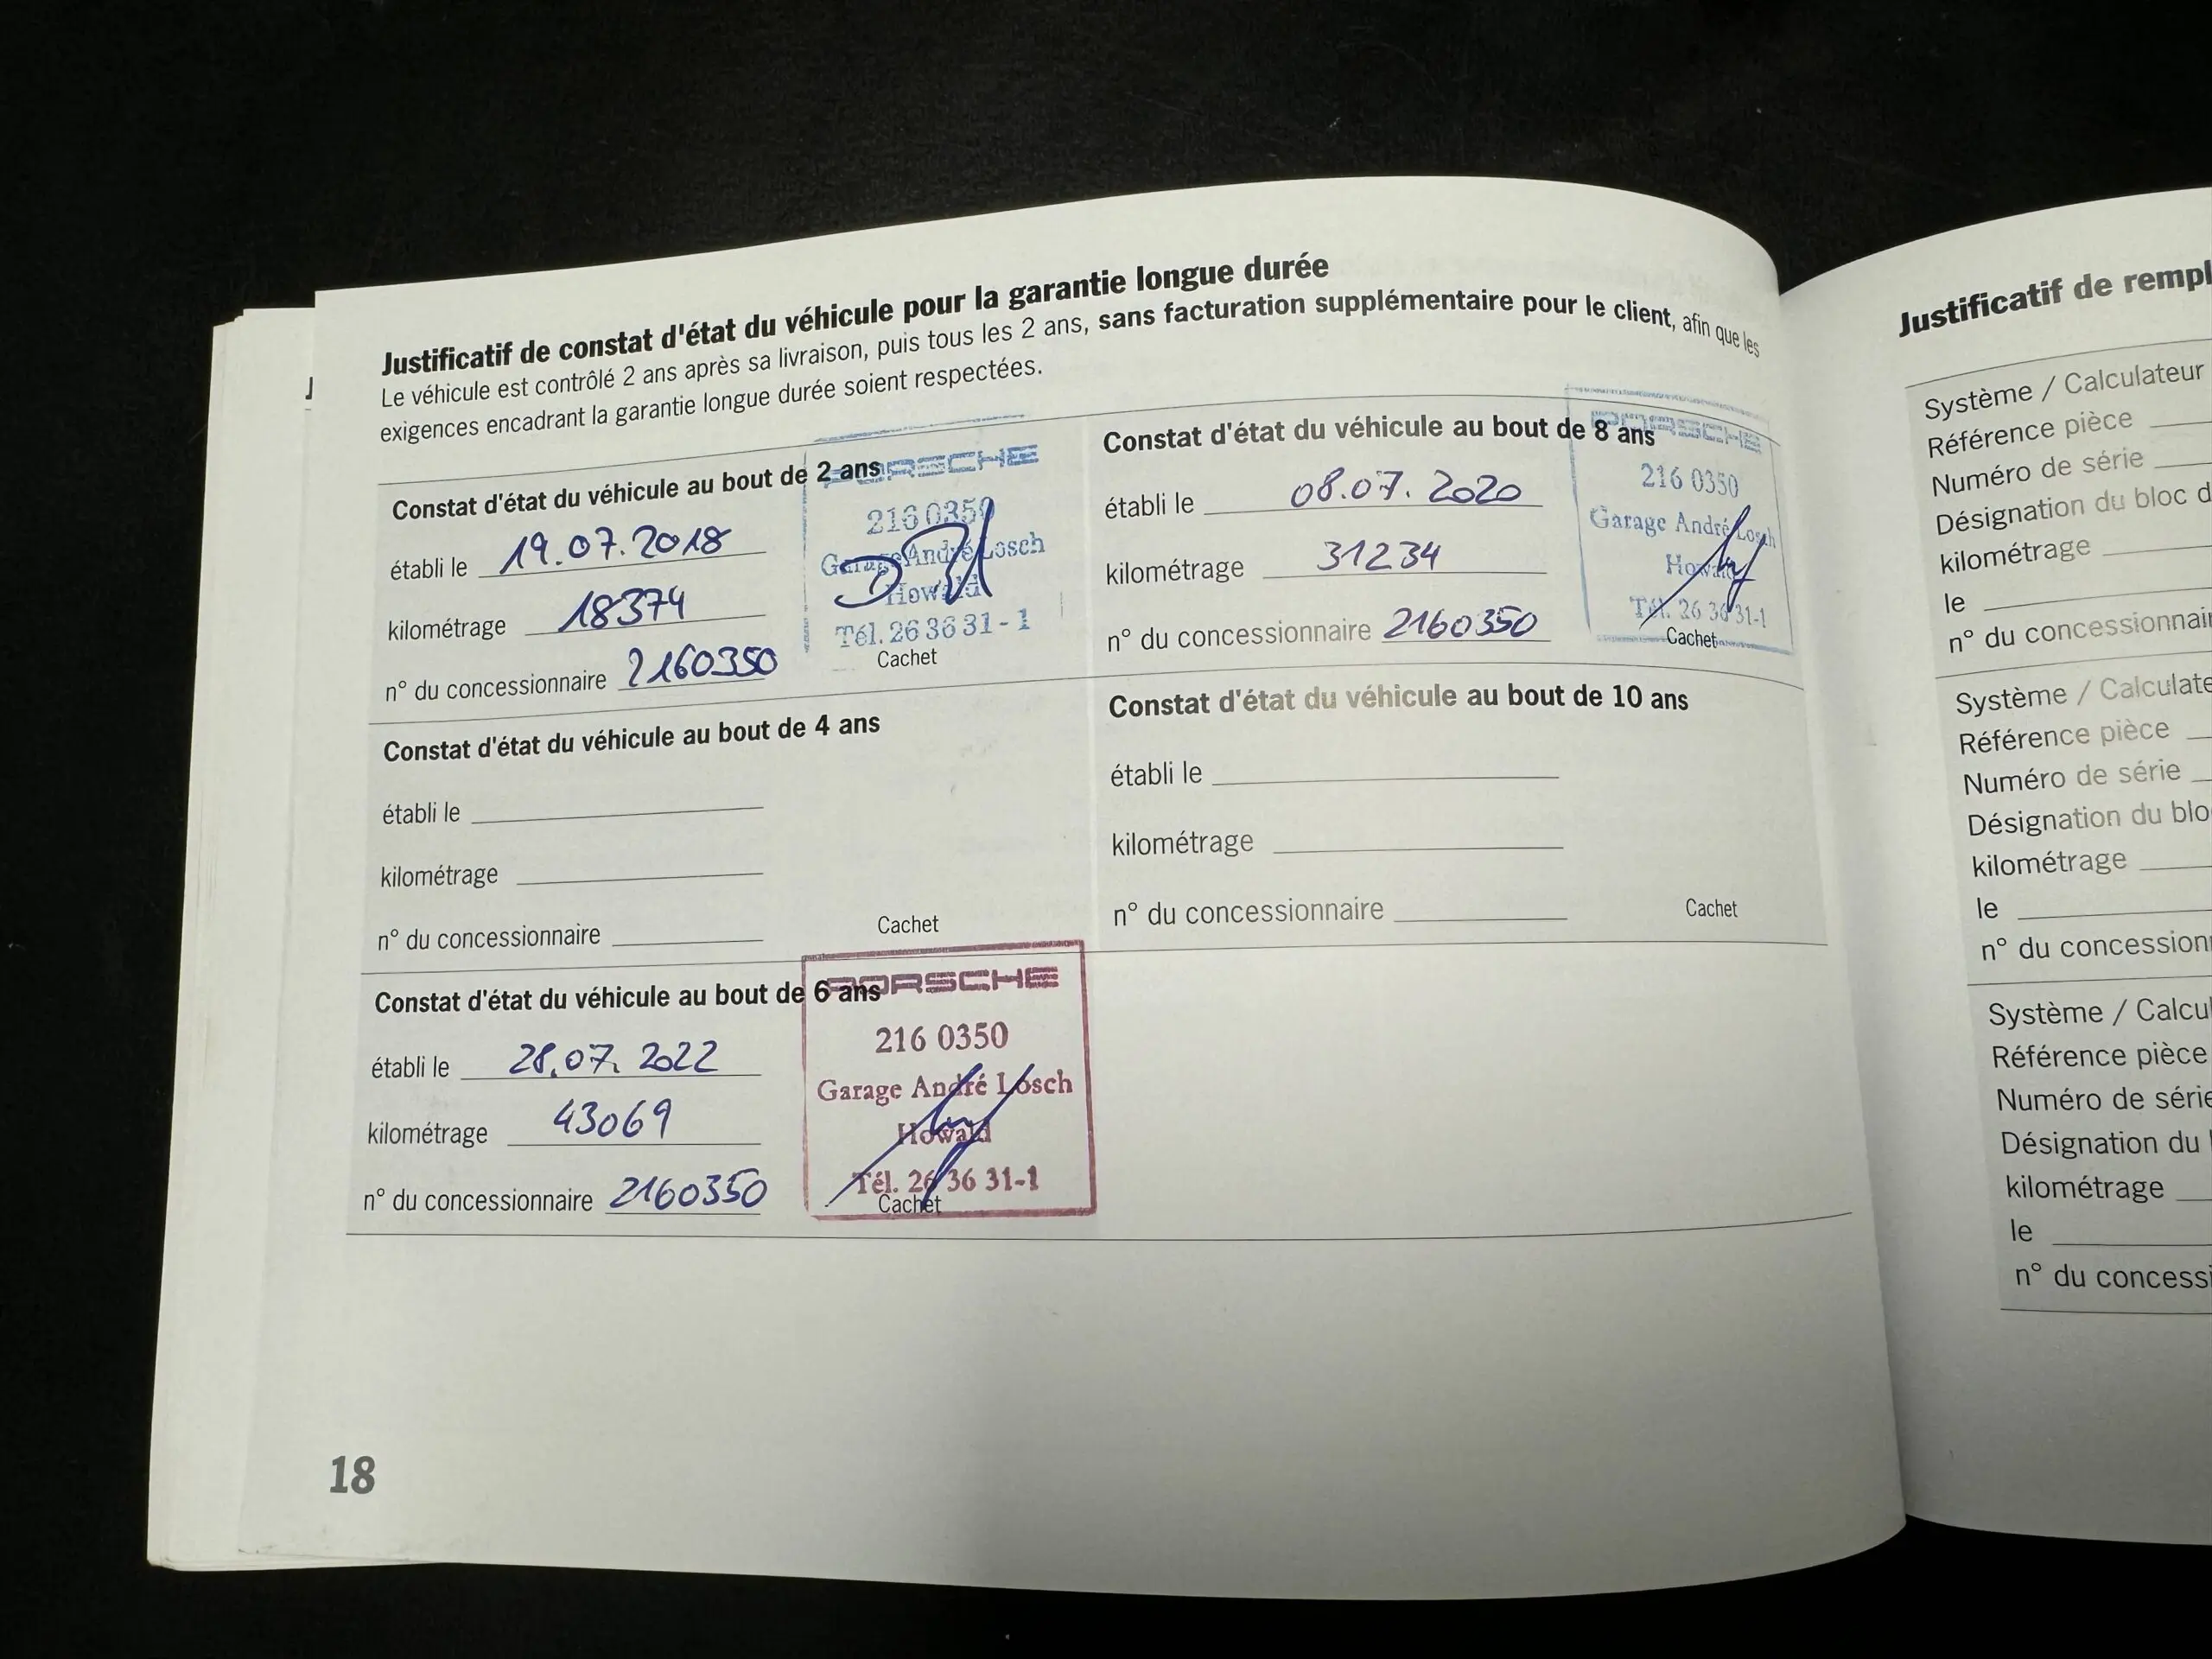 Justificatif de constat d'état du véhicule pour la garantie longue durée
Le véhicule est contrôlé 2 ans après sa livraison, puis tous les 2 ans, sans facturation supplémentaire pour le client, afin que les
exigences encadrant la garantie longue durée soient respectées.
Constat d'état du véhicule au bout de 2 ans
établi le 19.07.2018
kilométrage 18374
n° du concessionnaire 2160350
PORSCHE
216 0350
Garage André Losch
Howald
Tél. 26 36 31-1
Cachet
Constat d'état du véhicule au bout de 4 ans
établi le
kilométrage
n° du concessionnaire
Cachet
Constat d'état du véhicule au bout de 6 ans
établi le 28.07.2022
kilométrage 43069
n° du concessionnaire 2160350
PORSCHE
216 0350
Garage André Losch
Howald
Tél. 26 36 31-1
Cachet
Constat d'état du véhicule au bout de 8 ans
établi le 08.07.2020
kilométrage 31234
n° du concessionnaire 2160350
PORSCHE
216 0350
Garage André Losch
Howald
Tél. 26 36 31-1
Cachet
Constat d'état du véhicule au bout de 10 ans
établi le
kilométrage
n° du concessionnaire
Cachet
18
Justificatif de rempl
Système / Calculateur
Référence pièce
Numéro de série
Désignation du bloc d
kilométrage
le
n° du concessionnair
Système / Calculate
Référence pièce
Numéro de série
Désignation du blo
kilométrage
le
n° du concession
Système / Calcu
Référence pièce
Numéro de série
Désignation du
kilométrage
le
n° du concessi